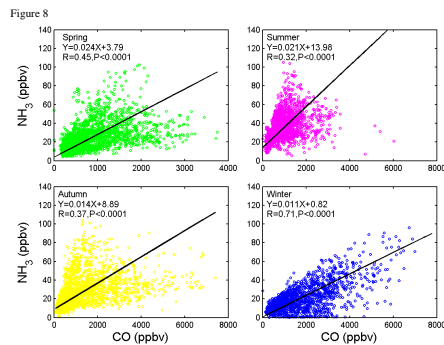 Figure 8
Spring
Y=0.024X+3.79
R=0.45,P<0.0001
NH3 (ppbv)
140
120
100
80
60
40
20
0
0 2000 4000 6000 8000
Summer
Y=0.021X+13.98
R=0.32,P<0.0001
140
120
100
80
60
40
20
0
0 2000 4000 6000 8000
Autumn
Y=0.014X+8.89
R=0.37,P<0.0001
NH3 (ppbv)
140
120
100
80
60
40
20
0
0 2000 4000 6000 8000
CO (ppbv)
Winter
Y=0.011X+0.82
R=0.71,P<0.0001
140
120
100
80
60
40
20
0
0 2000 4000 6000 8000
CO (ppbv)